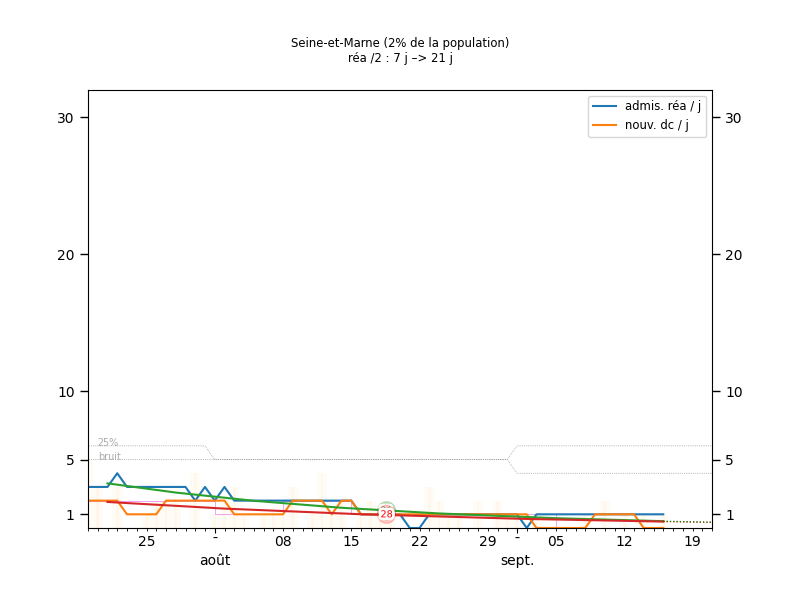 Seine-et-Marne (2% de la population)
réa /2 : 7 j –> 21 j
admis. réa / j
nouv. dc / j
30 30
20 20
10 10
25%
bruit
5 5
28
1 1
25 - 08 15 22 29 - 05 12 19
août sept.